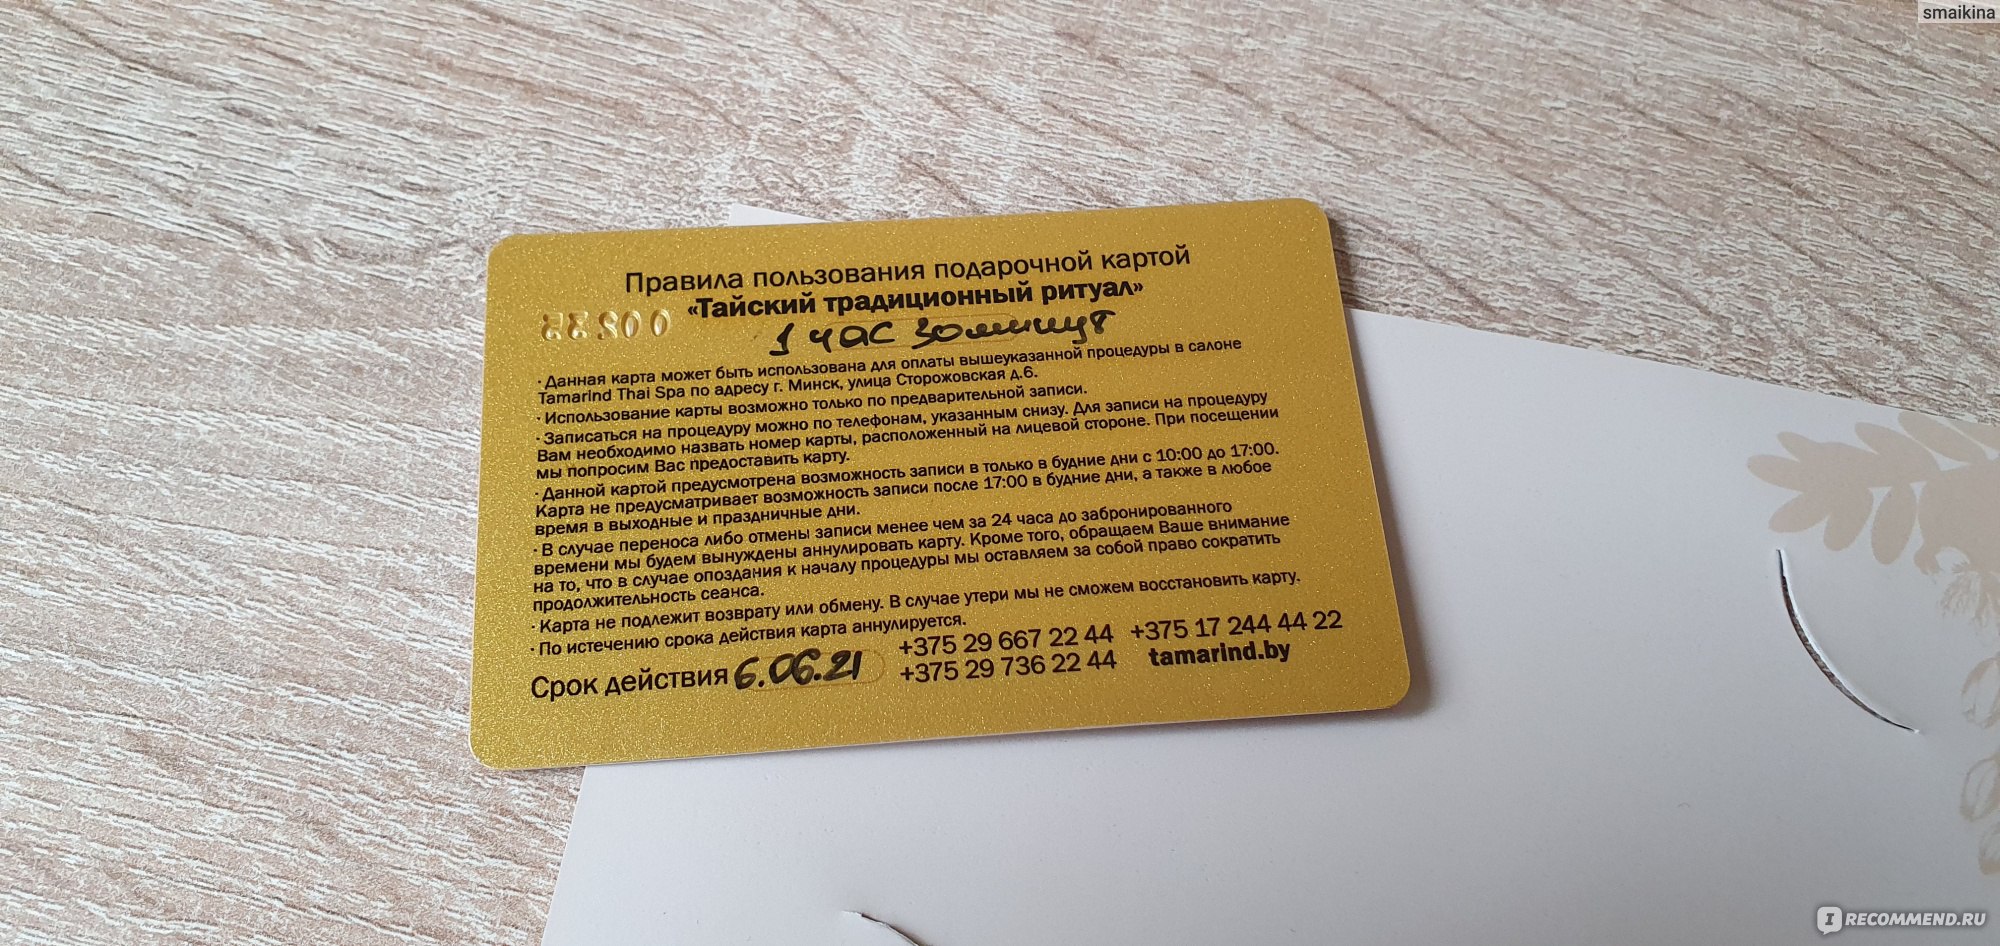 smaikina
Правила пользования подарочной картой
«Тайский традиционный ритуал»
1 час 30 минут
· Данная карта может быть использована для оплаты вышеуказанной процедуры в салоне
Tamarind Thai Spa по адресу г. Минск, улица Сторожовская д.6.
· Использование карты возможно только по предварительной записи.
· Записаться на процедуру можно по телефонам, указанным снизу. Для записи на процедуру
Вам необходимо назвать номер карты, расположенный на лицевой стороне. При посещении
мы попросим Вас предоставить карту.
· Данной картой предусмотрена возможность записи в только в будние дни с 10:00 до 17:00.
Карта не предусматривает возможность записи после 17:00 в будние дни, а также в любое
время в выходные и праздничные дни.
· В случае переноса либо отмены записи менее чем за 24 часа до забронированного
времени мы будем вынуждены аннулировать карту. Кроме того, обращаем Ваше внимание
на то, что в случае опоздания к началу процедуры мы оставляем за собой право сократить
продолжительность сеанса.
· Карта не подлежит возврату или обмену. В случае утери мы не сможем восстановить карту.
· По истечению срока действия карта аннулируется.
+375 29 667 22 44 +375 17 244 44 22
Срок действия 6.06.21 +375 29 736 22 44 tamarind.by
I RECOMMEND.RU